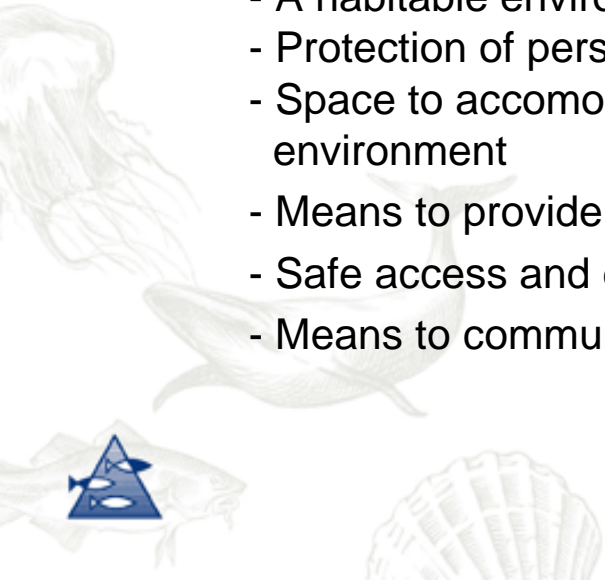 - A habitable enviro
- Protection of pers
- Space to accomo
environment
- Means to provide
- Safe access and
- Means to commu